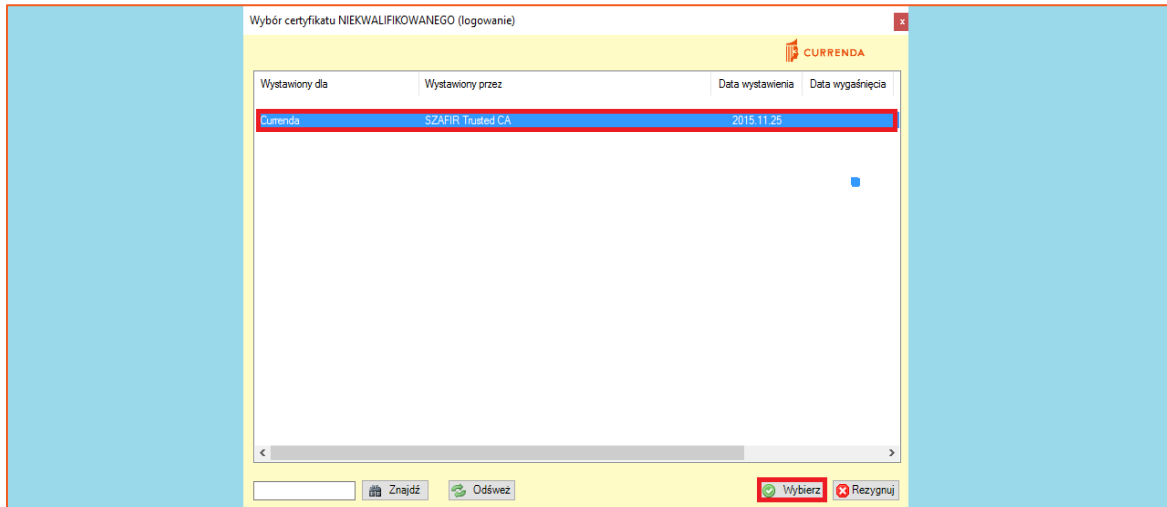 Wybór certyfikatu NIEKWALIFIKOWANEGO (logowanie) x
CURRENDA
Wystawiony dla Wystawiony przez Data wystawienia Data wygaśnięcia
Currenda SZAFIR Trusted CA 2015.11.25
Znajdź Odśwież Wybierz Rezygnuj